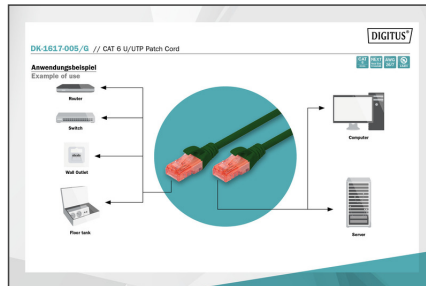 DIGITUS®
DK-1617-005/G // CAT 6 U/UTP Patch Cord
Anwendungsbeispiel
Example of use
Router
Switch
Wall Outlet
Floor tank
Computer
Server